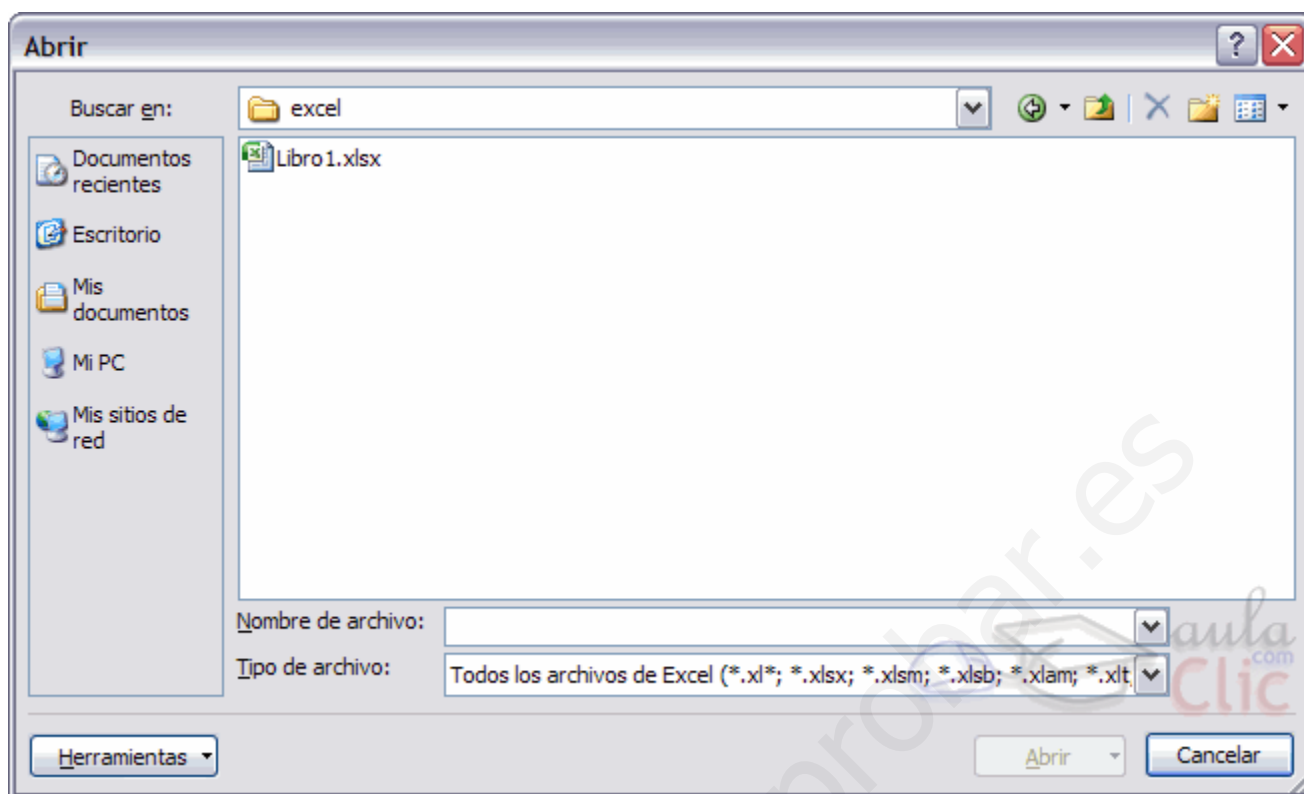 Abrir
Buscar en:
excel
Documentos
recientes
Escritorio
Mis
documentos
Mi PC
Mis sitios de
red
Libro1.xlsx
Nombre de archivo:
Tipo de archivo:
Todos los archivos de Excel (*.xl*; *.xlsx; *.xlsm; *.xlsb; *.xlam; *.xlt
Herramientas
Abrir
Cancelar
aula
Clic
.com
probar.es